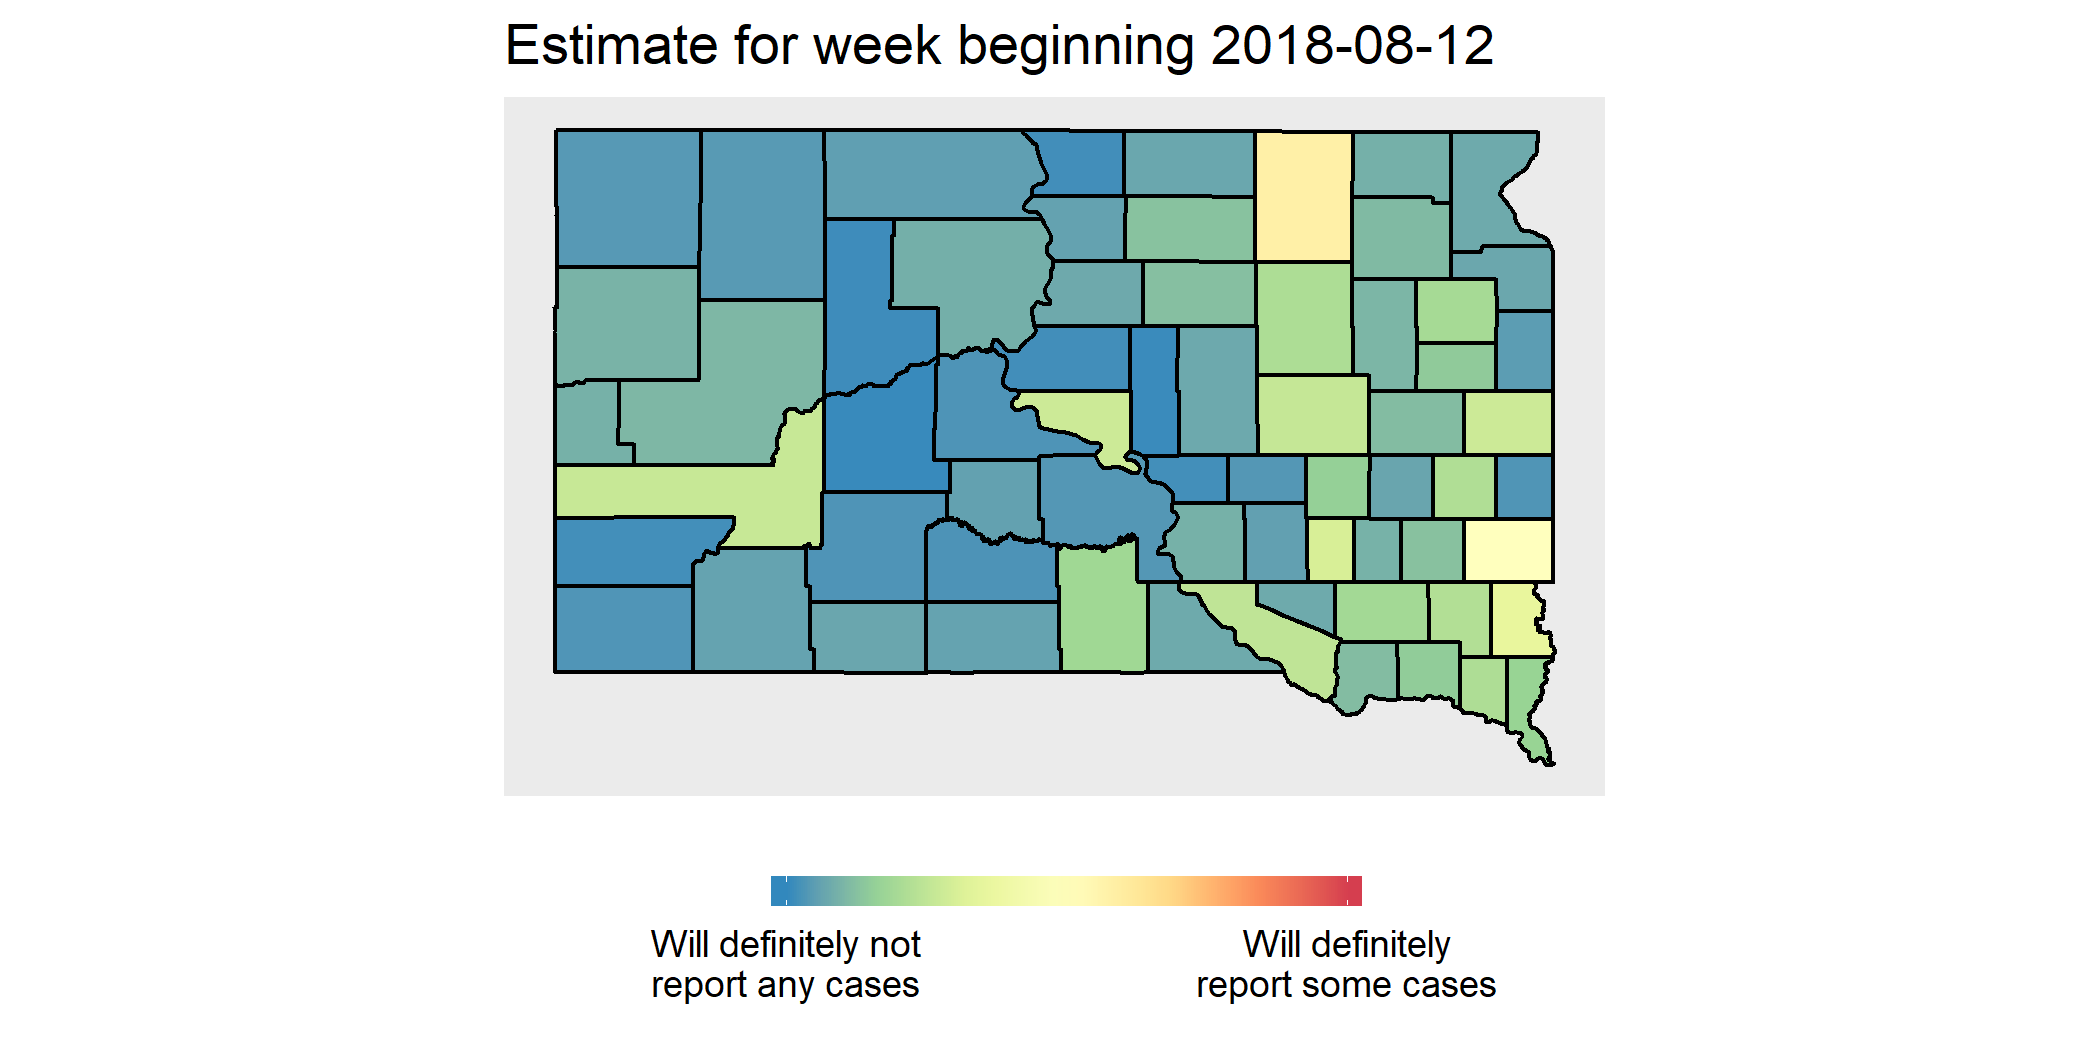 Estimate for week beginning 2018-08-12
Will definitely not
report any cases
Will definitely
report some cases